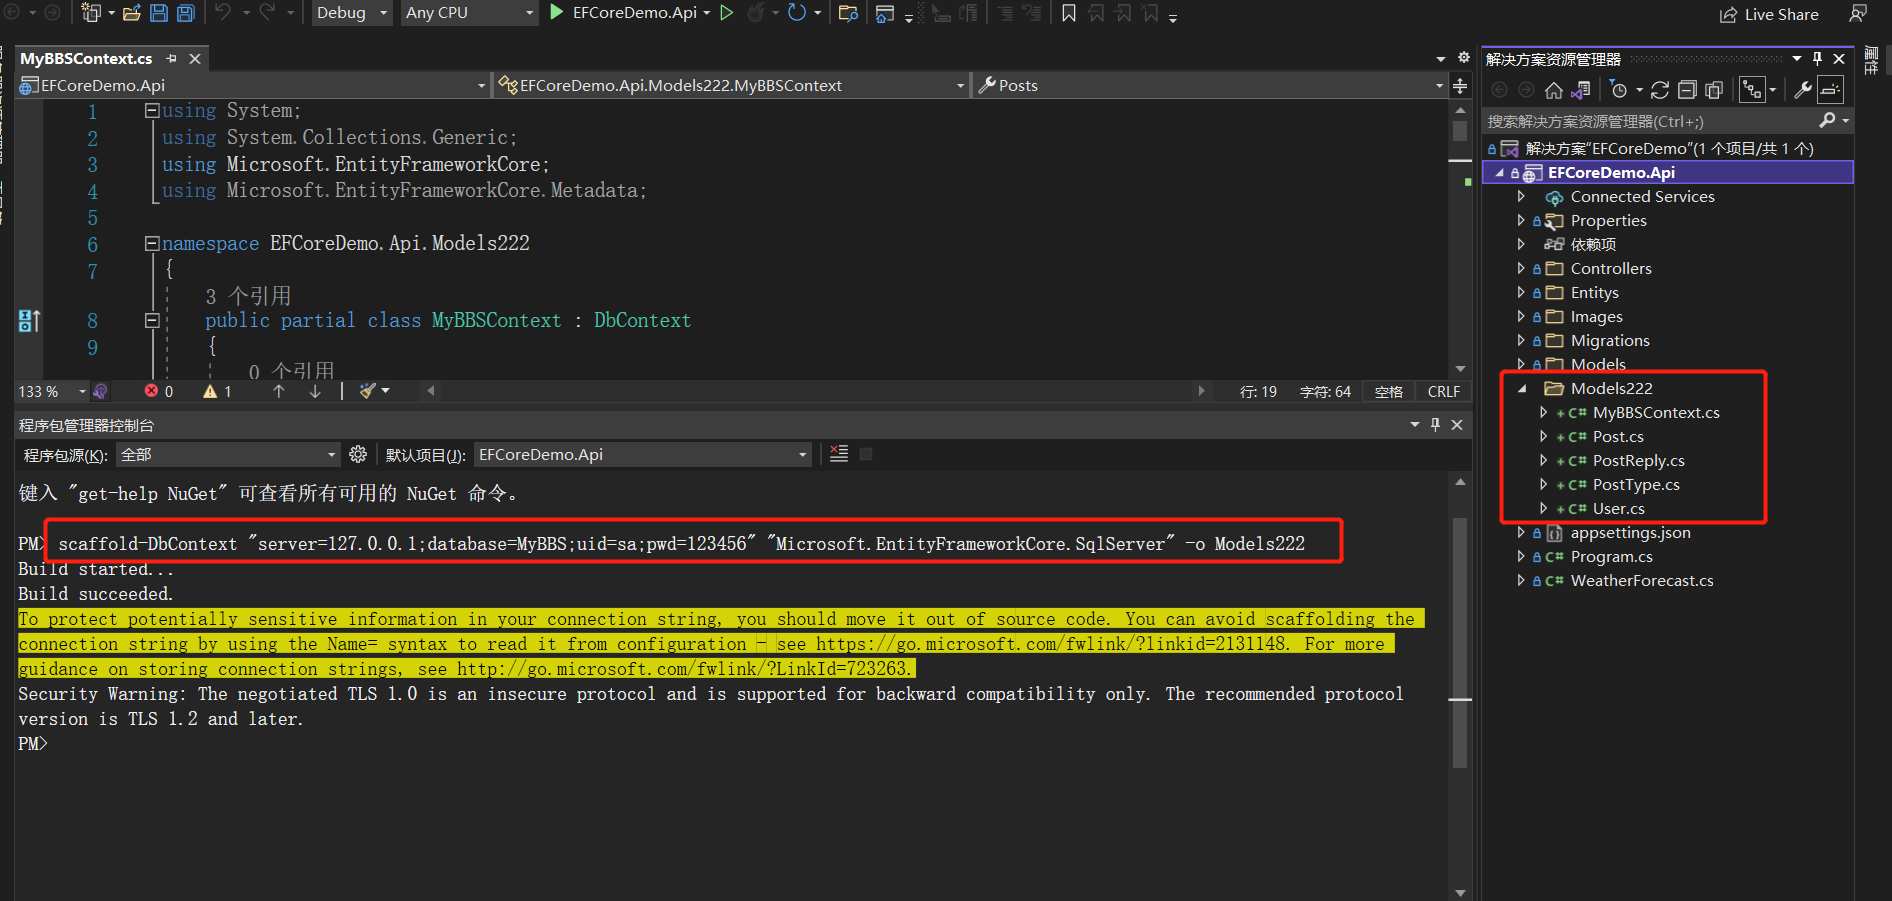 Debug
Any CPU
EFCoreDemo.Api
Live Share
MyBBSContext.cs
EFCoreDemo.Api
EFCoreDemo.Api.Models222.MyBBSContext
Posts
1 using System;
2 using System.Collections.Generic;
3 using Microsoft.EntityFrameworkCore;
4 using Microsoft.EntityFrameworkCore.Metadata;
5
6 namespace EFCoreDemo.Api.Models222
7 {
3 个引用
8 public partial class MyBBSContext : DbContext
9 {
0 个引用
133 %
0
1
行: 19
字符: 64
空格
CRLF
程序包管理器控制台
程序包源(K):
全部
默认项目(J):
EFCoreDemo.Api
键入 "get-help NuGet" 可查看所有可用的 NuGet 命令。
PM> scaffold-DbContext "server=127.0.0.1;database=MyBBS;uid=sa;pwd=123456" "Microsoft.EntityFrameworkCore.SqlServer" -o Models222
Build started...
Build succeeded.
To protect potentially sensitive information in your connection string, you should move it out of source code. You can avoid scaffolding the
connection string by using the Name= syntax to read it from configuration - see https://go.microsoft.com/fwlink/?linkid=2131148. For more
guidance on storing connection strings, see http://go.microsoft.com/fwlink/?LinkId=723263.
Security Warning: The negotiated TLS 1.0 is an insecure protocol and is supported for backward compatibility only. The recommended protocol
version is TLS 1.2 and later.
PM>
解决方案资源管理器
搜索解决方案资源管理器(Ctrl+;)
解决方案"EFCoreDemo"(1 个项目/共 1 个)
EFCoreDemo.Api
Connected Services
Properties
依赖项
Controllers
Entitys
Images
Migrations
Models
Models222
C# MyBBSContext.cs
C# Post.cs
C# PostReply.cs
C# PostType.cs
C# User.cs
appsettings.json
C# Program.cs
C# WeatherForecast.cs
属性